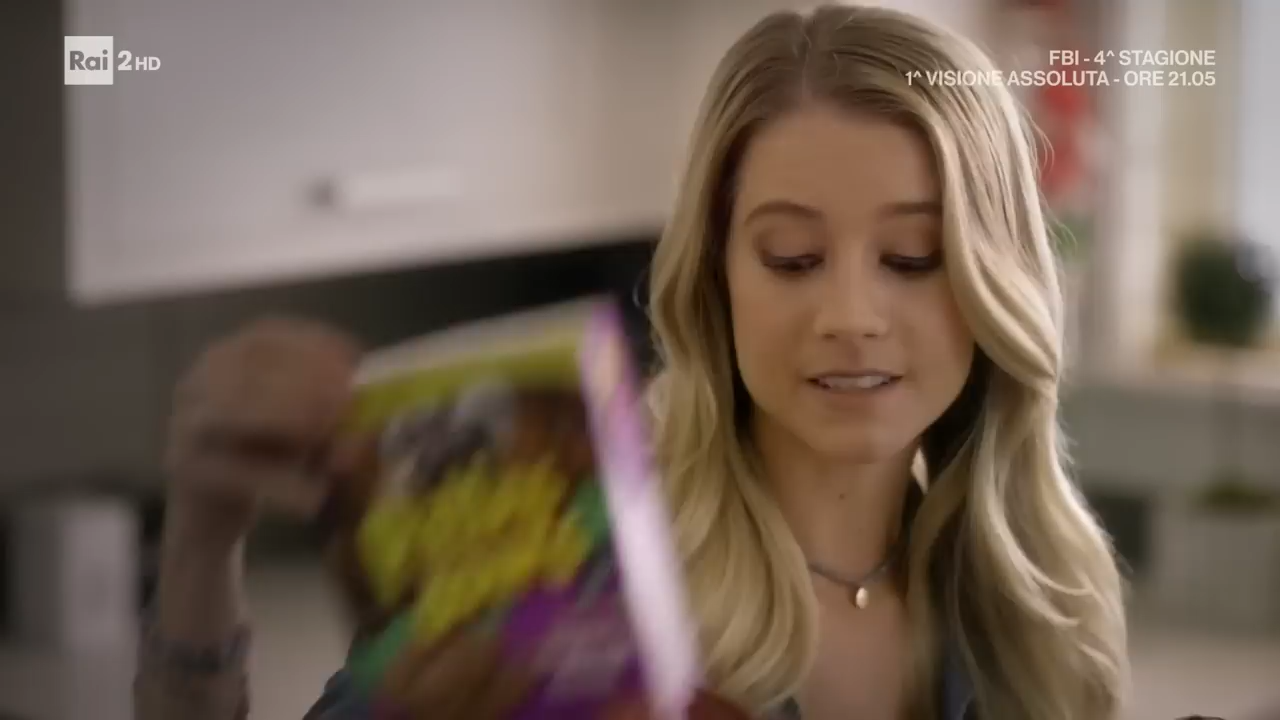 Rai 2HD
FBI - 4^ STAGIONE
1^ VISIONE ASSOLUTA - ORE 21.05